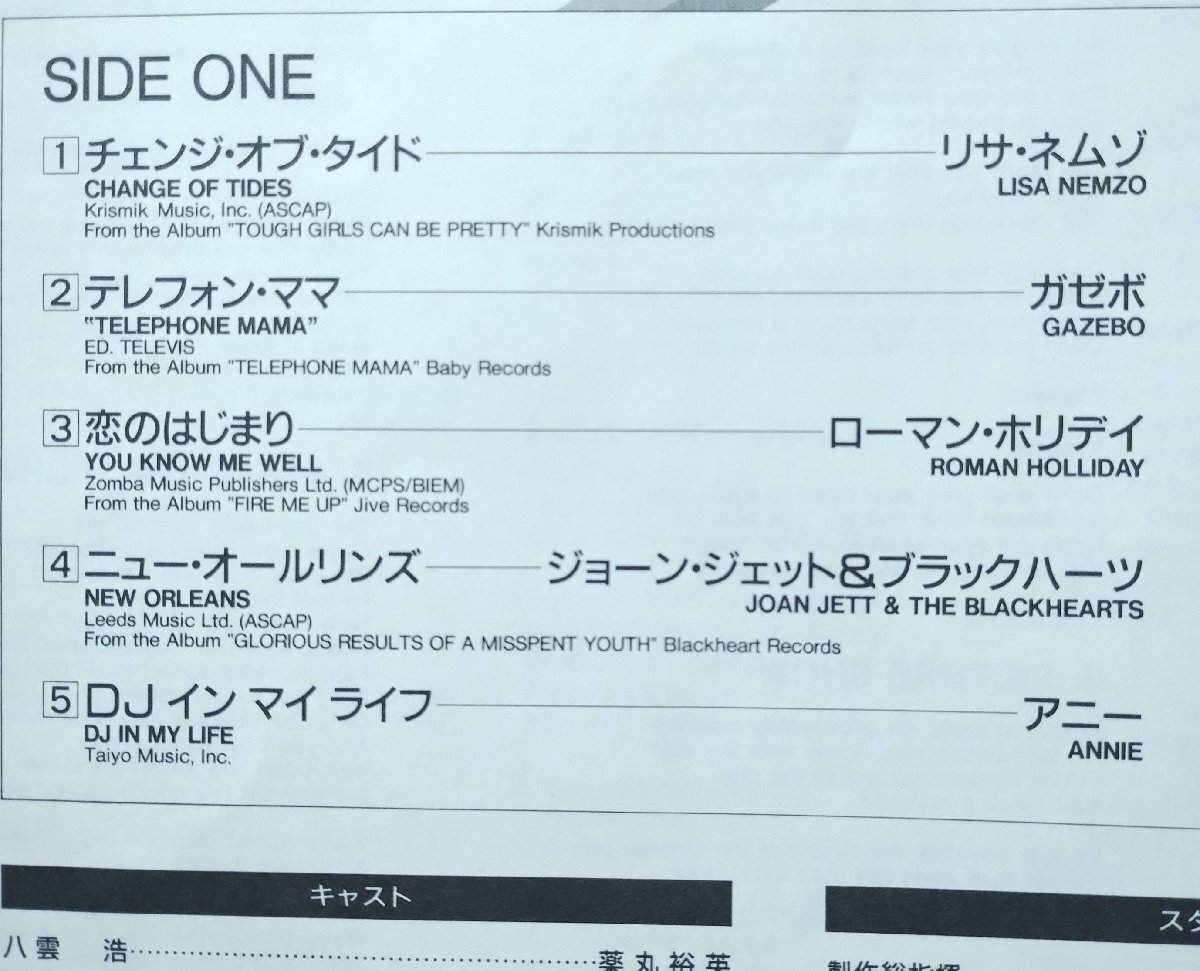 SIDE ONE
1 チェンジ・オブ・タイド リサ・ネムゾ
CHANGE OF TIDES LISA NEMZO
Krismik Music, Inc. (ASCAP)
From the Album "TOUGH GIRLS CAN BE PRETTY" Krismik Productions
2 テレフォン・ママ ガゼボ
"TELEPHONE MAMA" GAZEBO
ED. TELEVIS
From the Album "TELEPHONE MAMA" Baby Records
3 恋のはじまり ローマン・ホリデイ
YOU KNOW ME WELL ROMAN HOLLIDAY
Zomba Music Publishers Ltd. (MCPS/BIEM)
From the Album "FIRE ME UP" Jive Records
4 ニュー・オールリンズ ジョーン・ジェット&ブラックハーツ
NEW ORLEANS JOAN JETT & THE BLACKHEARTS
Leeds Music Ltd. (ASCAP)
From the Album "GLORIOUS RESULTS OF A MISSPENT YOUTH" Blackheart Records
5 DJ イン マイ ライフ アニー
DJ IN MY LIFE ANNIE
Taiyo Music, Inc.
キャスト
八雲 浩……薬丸裕英
製作総指揮